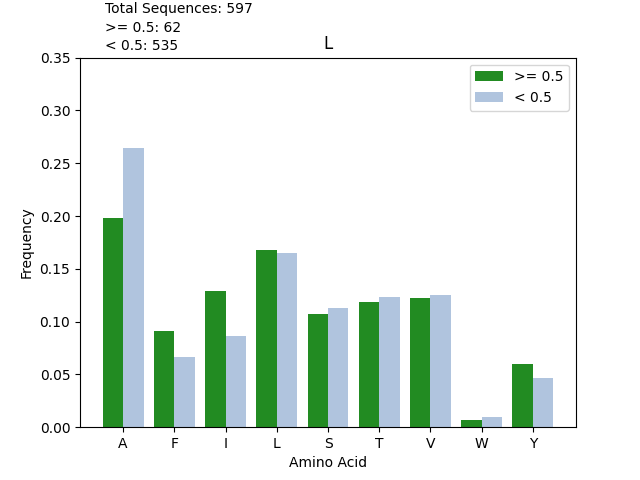 Total Sequences: 597
>= 0.5: 62
< 0.5: 535
L
>= 0.5
< 0.5
0.35
0.30
0.25
0.20
0.15
0.10
0.05
0.00
Frequency
A F I L S T V W Y
Amino Acid